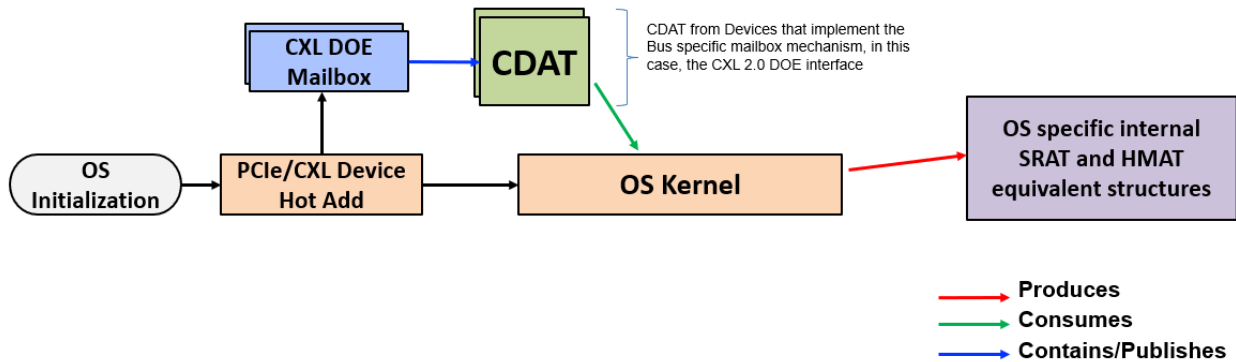 CXL DOE
Mailbox
CDAT
CDAT from Devices that implement the
Bus specific mailbox mechanism, in this
case, the CXL 2.0 DOE interface
OS
Initialization
PCIe/CXL Device
Hot Add
OS Kernel
OS specific internal
SRAT and HMAT
equivalent structures
Produces
Consumes
Contains/Publishes